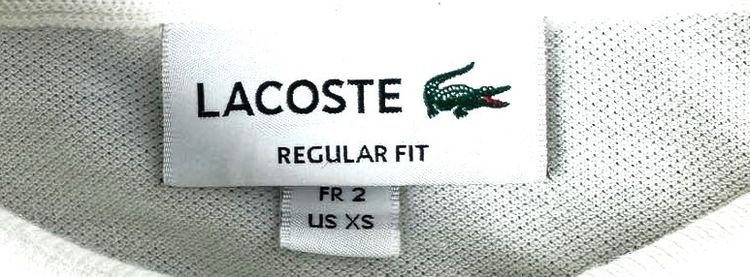 LACOSTE
REGULAR FIT
FR 2
US XS